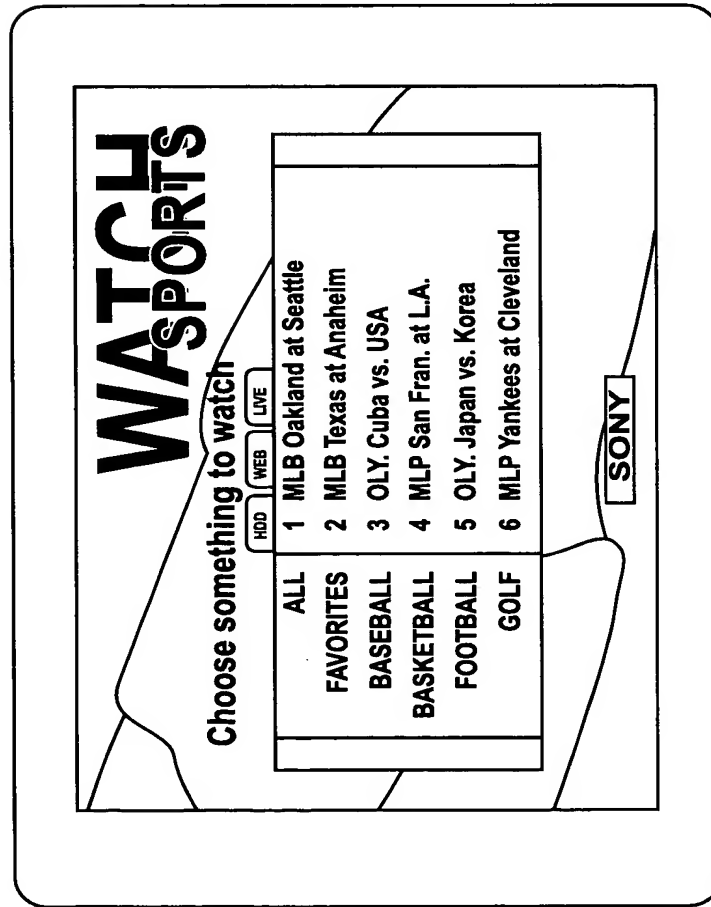 WATCH
SPORTS
Choose something to watch
HDD WEB LIVE
ALL 1 MLB Oakland at Seattle
FAVORITES 2 MLB Texas at Anaheim
BASEBALL 3 OLY. Cuba vs. USA
BASKETBALL 4 MLP San Fran. at L.A.
FOOTBALL 5 OLY. Japan vs. Korea
GOLF 6 MLP Yankees at Cleveland
SONY